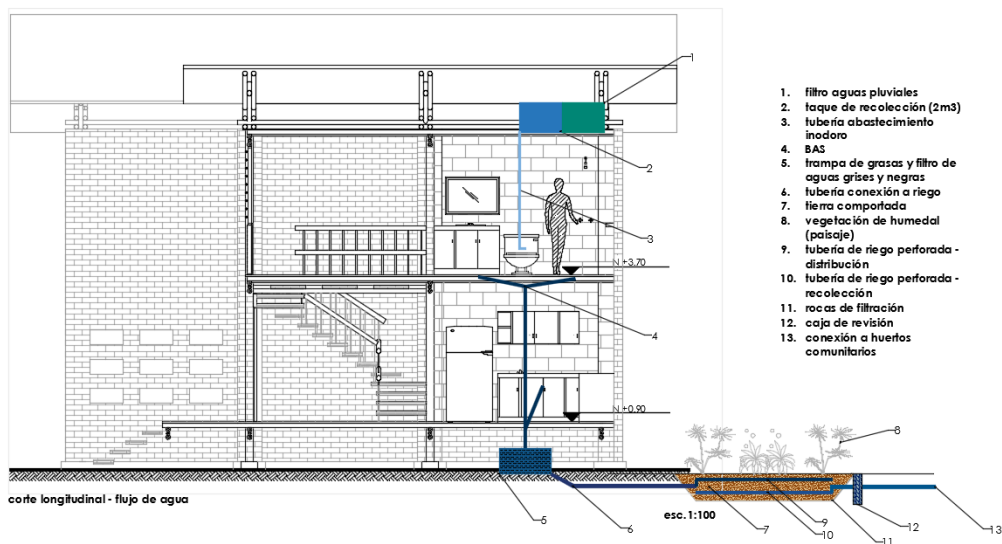 1
1. filtro aguas pluviales
2. taque de recolección (2m3)
3. tubería abastecimiento
inodoro
4. BAS
5. trampa de grasas y filtro de
aguas grises y negras
6. tubería conexión a riego
7. tierra comportada
8. vegetación de humedal
(paisaje)
9. tubería de riego perforada -
distribución
10. tubería de riego perforada -
recolección
11. rocas de filtración
12. caja de revisión
13. conexión a huertos
comunitarios
2
3
N +3.70
4
N +0.90
8
corte longitudinal - flujo de agua
esc. 1:100
5
6
7
9
10
11
12
13